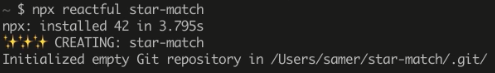 ~ $ npx reactful star-match
npx: installed 42 in 3.795s
✨✨✨ CREATING: star-match
Initialized empty Git repository in /Users/samer/star-match/.git/